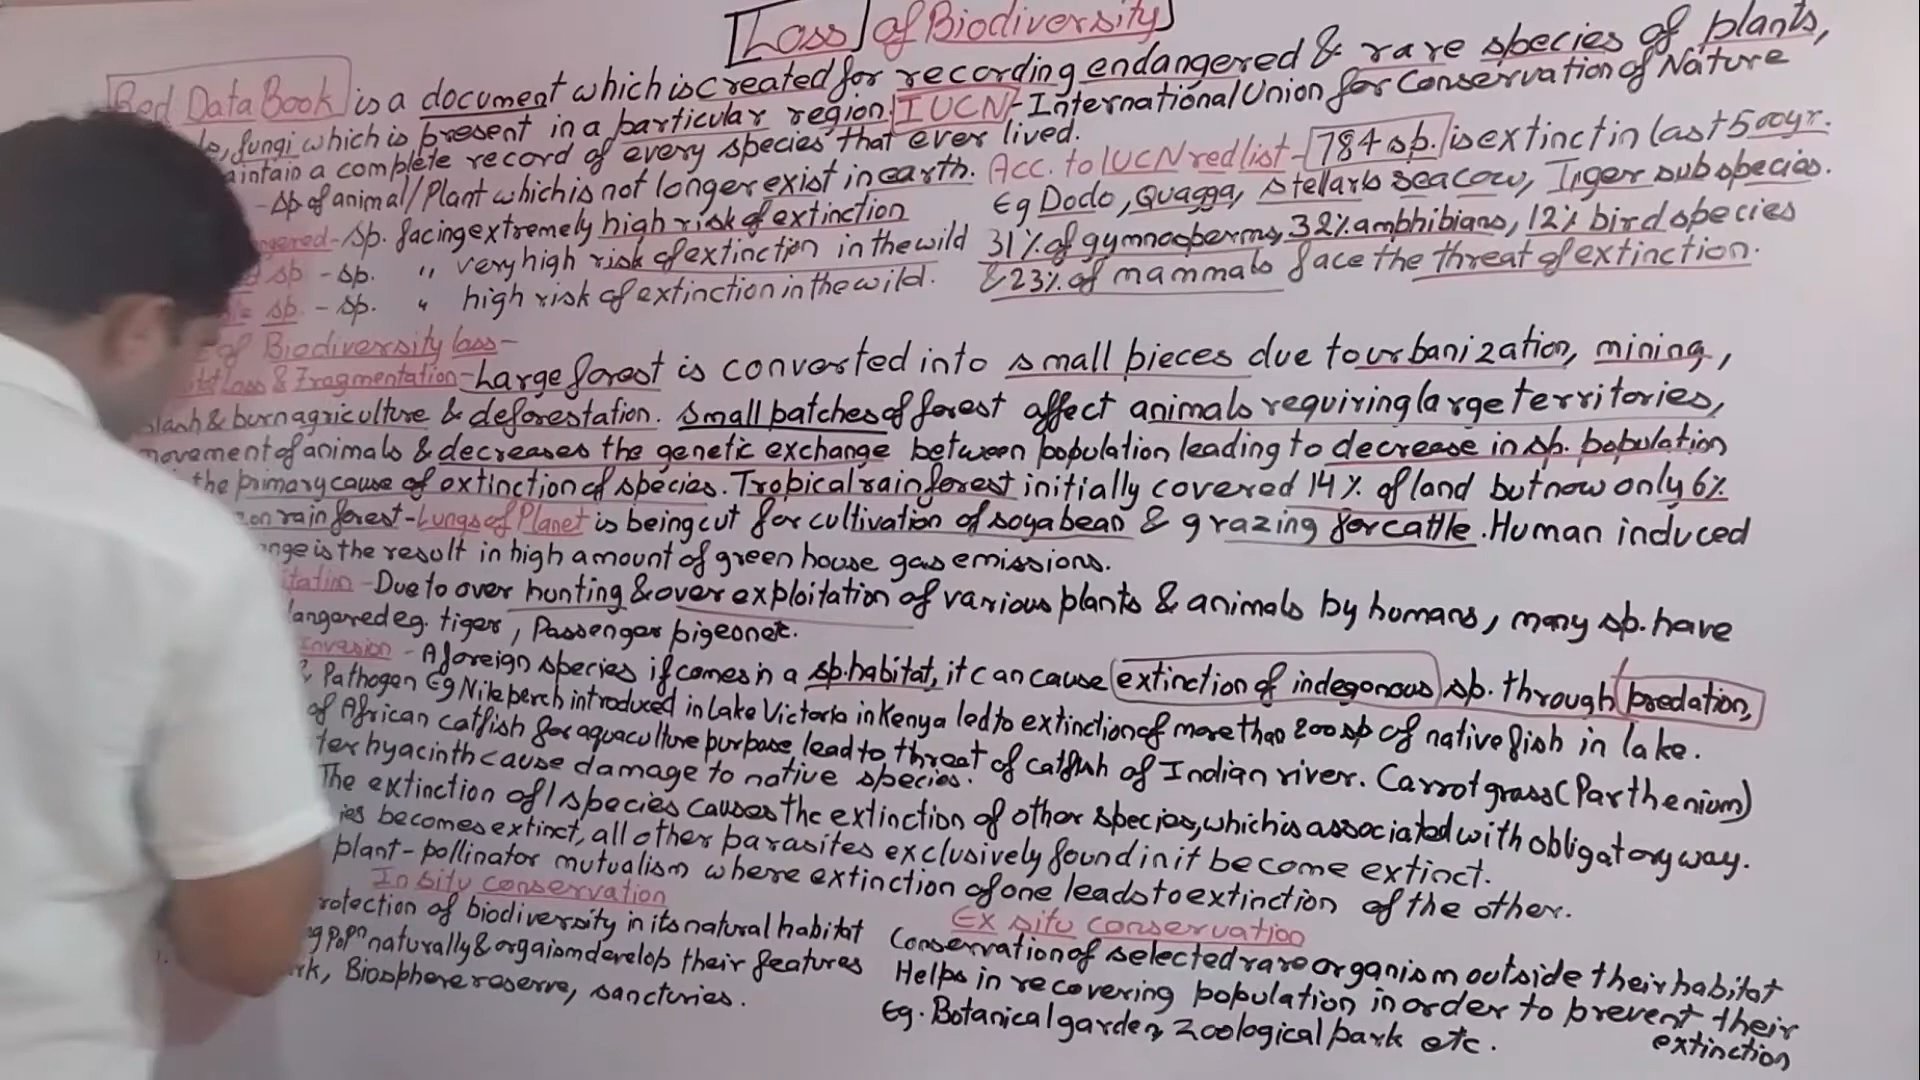 Loss of Biodiversity
Red Data Book is a document which is created for recording endangered & rare species of plants,
fungi which is present in a particular region. IUCN - International Union for Conservation of Nature
maintain a complete record of every species that ever lived.
Acc. to IUCN red list - 784 sp. is extinct in last 500yr.
- sp of animal/Plant which is not longer exist in earth.
Eg Dodo, Quagga, Stellar's sea cow, Tiger sub species.
- sp. facing extremely high risk of extinction
31% of gymnosperms, 32% amphibians, 12% bird species
sp - sp. " very high risk of extinction in the wild
& 23% of mammals face the threat of extinction.
sp - sp. " high risk of extinction in the wild.
of Biodiversity loss -
loss & Fragmentation - Large forest is converted into small pieces due to urbanization, mining,
slash & burn agriculture & deforestation. Small patches of forest affect animals requiring large territories,
movement of animals & decreases the genetic exchange between population leading to decrease in sp. population
the primary cause of extinction of species. Tropical rain forest initially covered 14% of land but now only 6%
rain forest - Lungs of Planet is being cut for cultivation of soyabean & grazing for cattle. Human induced
is the result in high amount of green house gas emissions.
- Due to over hunting & over exploitation of various plants & animals by humans, many sp. have
eg. tiger, Passenger pigeon etc.
Invasion - A foreign species if comes in a sp. habitat, it can cause extinction of indegenous sp. through predation,
& Pathogen Eg Nile perch introduced in Lake Victoria in Kenya led to extinction of more than 200 sp of native fish in lake.
of African catfish for aquaculture purpose lead to threat of catfish of Indian river. Carrot grass (Parthenium)
hyacinth cause damage to native species.
The extinction of 1 species causes the extinction of other species, which is associated with obligatory way.
becomes extinct, all other parasites exclusively found in it become extinct.
plant-pollinator mutualism where extinction of one leads to extinction of the other.
In situ conservation
rotection of biodiversity in its natural habitat
popn naturally & orgaism develop their features
Biosphere reserve, sancturies.
Ex situ conservation
Conservation of selected rare organism outside their habitat
Helps in recovering population in order to prevent their
extinction
Eg. Botanical garden, zoological park etc.